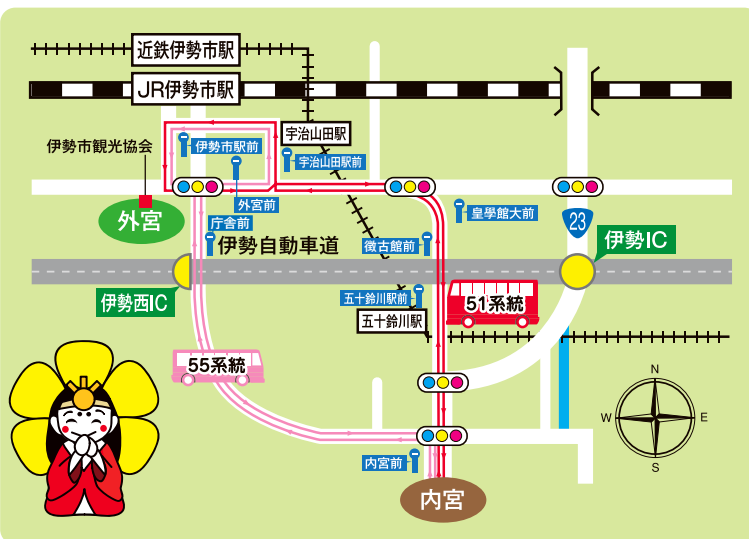 近鉄伊勢市駅
JR伊勢市駅
宇治山田駅
伊勢市観光協会
伊勢市駅前
宇治山田駅前
外宮前
外宮
庁舎前
皇學館大前
23
徴古館前
伊勢自動車道
伊勢IC
伊勢西IC
五十鈴川駅前
51系統
五十鈴川駅
55系統
N
W
E
S
内宮前
内宮